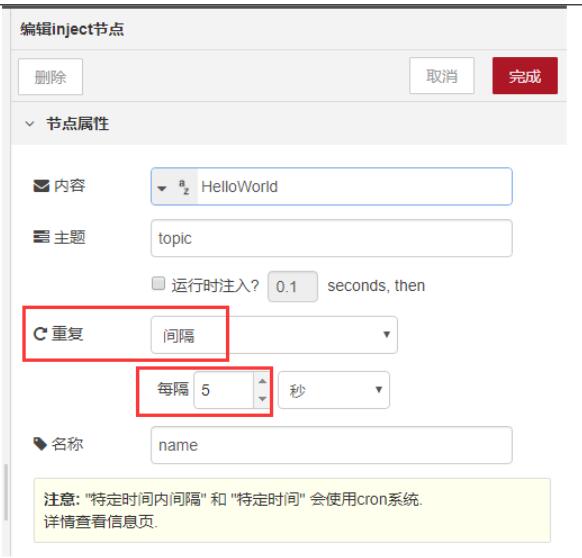 编辑inject节点
删除 取消 完成
节点属性
内容 az HelloWorld
主题 topic
运行时注入? 0.1 seconds, then
重复 间隔
每隔 5 秒
名称 name
注意: "特定时间内间隔" 和 "特定时间" 会使用cron系统.
详情查看信息页.